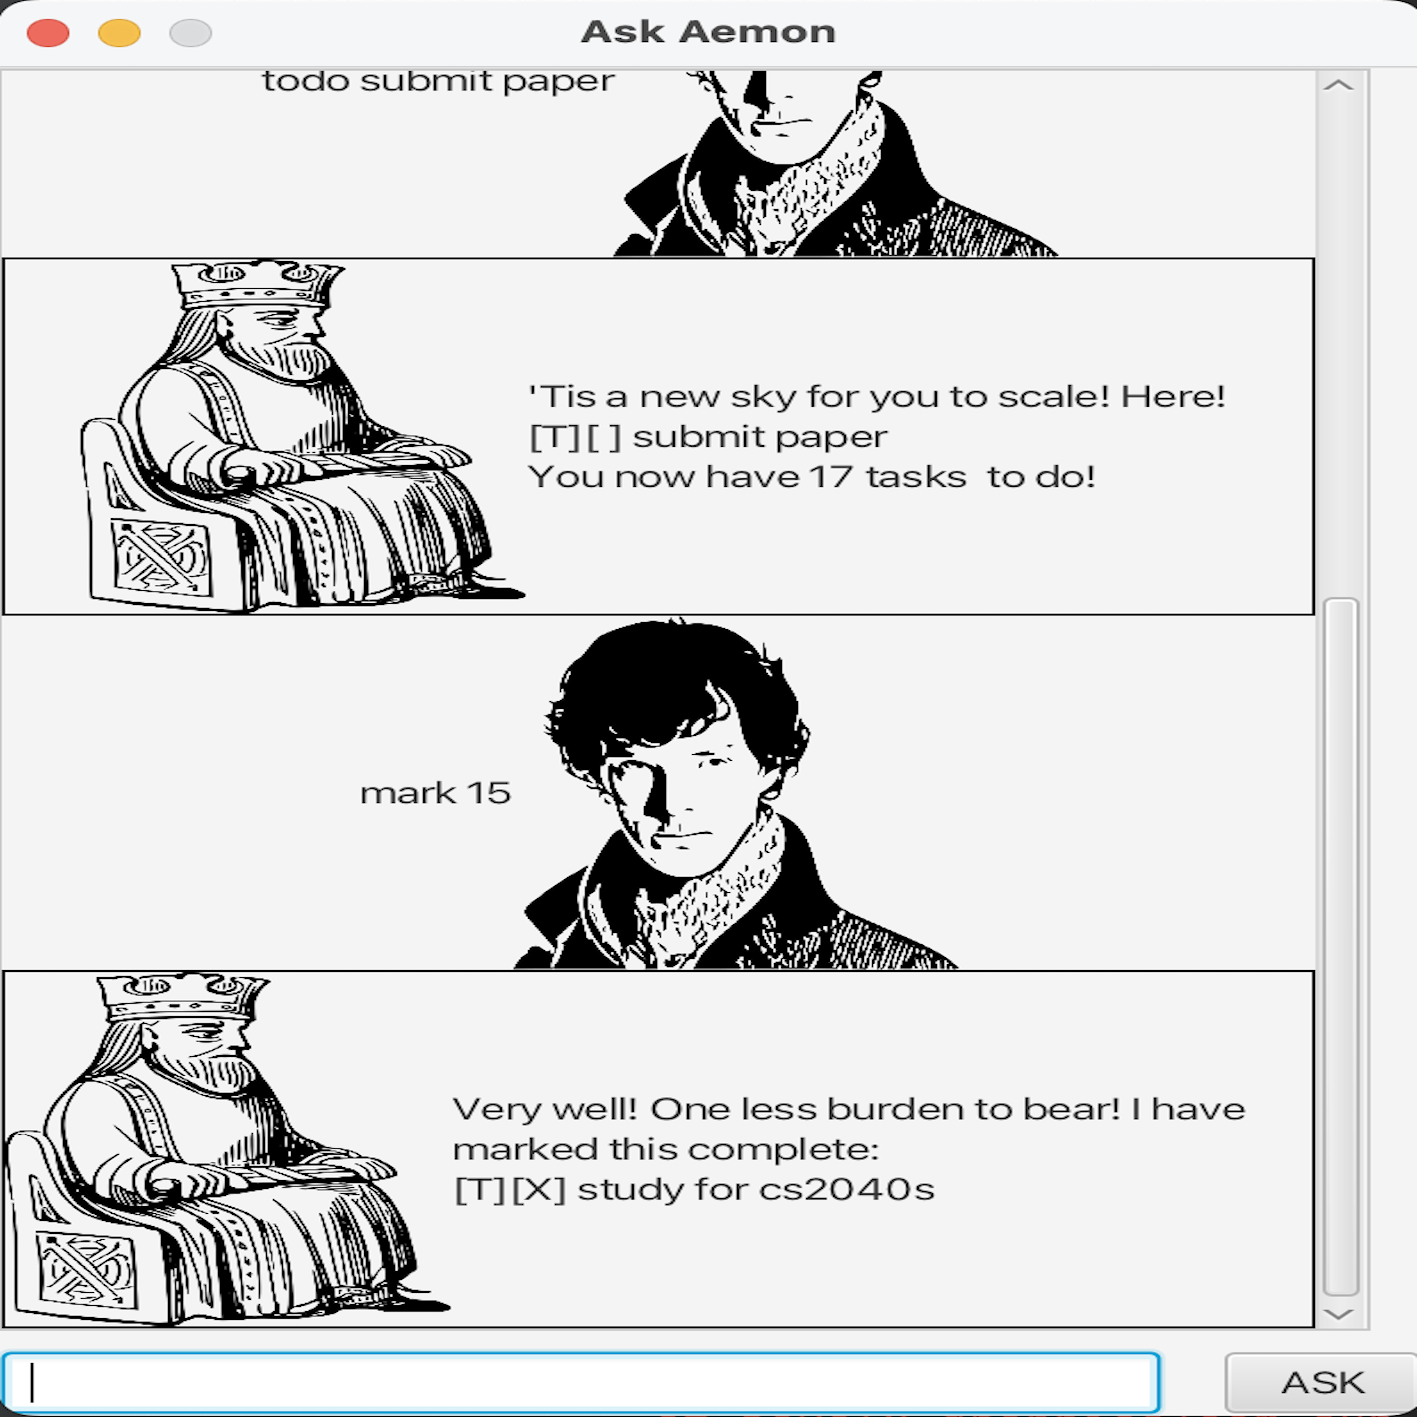 Ask Aemon
todo submit paper
'Tis a new sky for you to scale! Here!
[T][ ] submit paper
You now have 17 tasks  to do!
mark 15
Very well! One less burden to bear! I have
marked this complete:
[T][X] study for cs2040s
ASK